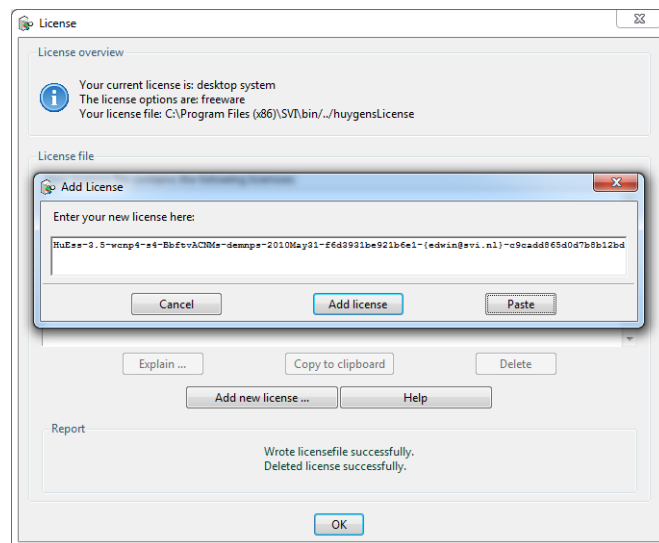 License
License overview
Your current license is: desktop system
The license options are: freeware
Your license file: C:\Program Files (x86)\SVI\bin/../huygensLicense
License file
Add License
Enter your new license here:
HuEss-3.5-wcnp4-s4-BbftvACNMs-demnps-2010May31-f6d3931be921b6e1-{edwin@svi.nl}-c9cadd865d0d7b8b12bd
Cancel
Add license
Paste
Explain ...
Copy to clipboard
Delete
Add new license ...
Help
Report
Wrote licensefile successfully.
Deleted license successfully.
OK